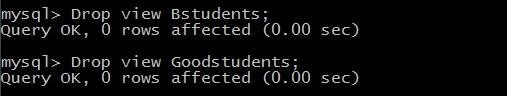 mysql> Drop view Bstudents;
Query OK, 0 rows affected (0.00 sec)
mysql> Drop view Goodstudents;
Query OK, 0 rows affected (0.00 sec)